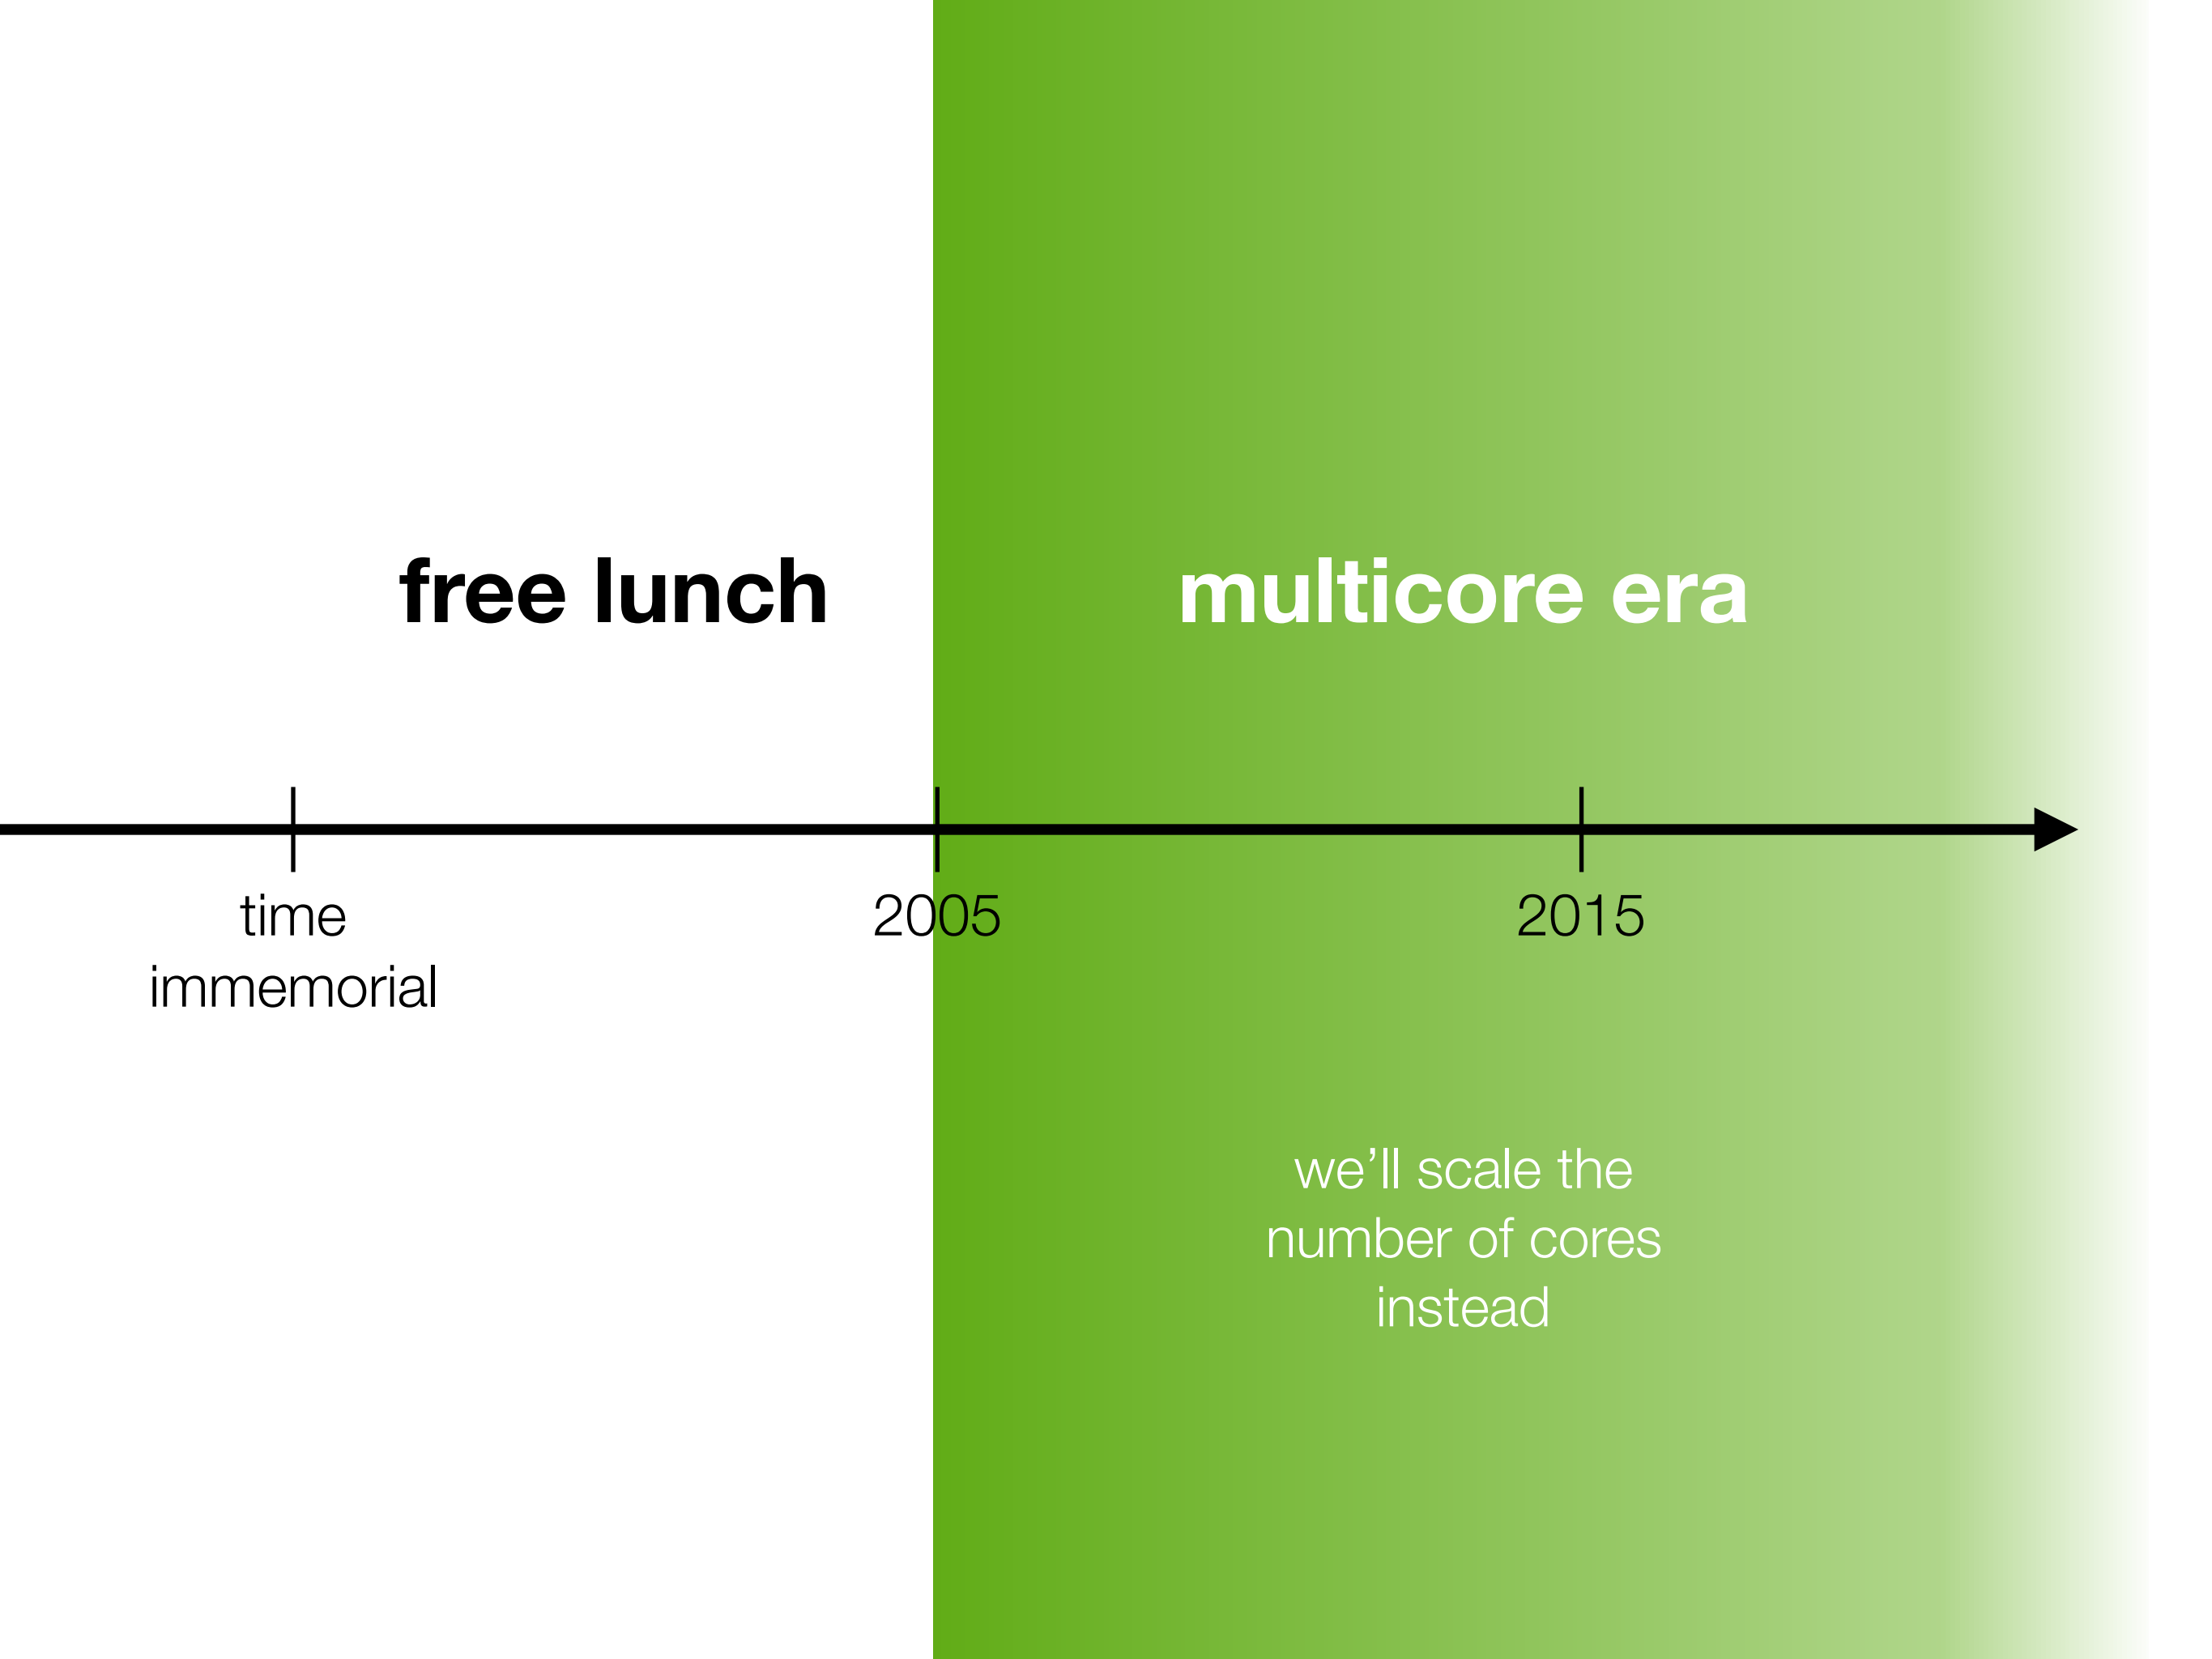 free lunch
multicore era
time
immemorial
2005
2015
we’ll scale the
number of cores
instead